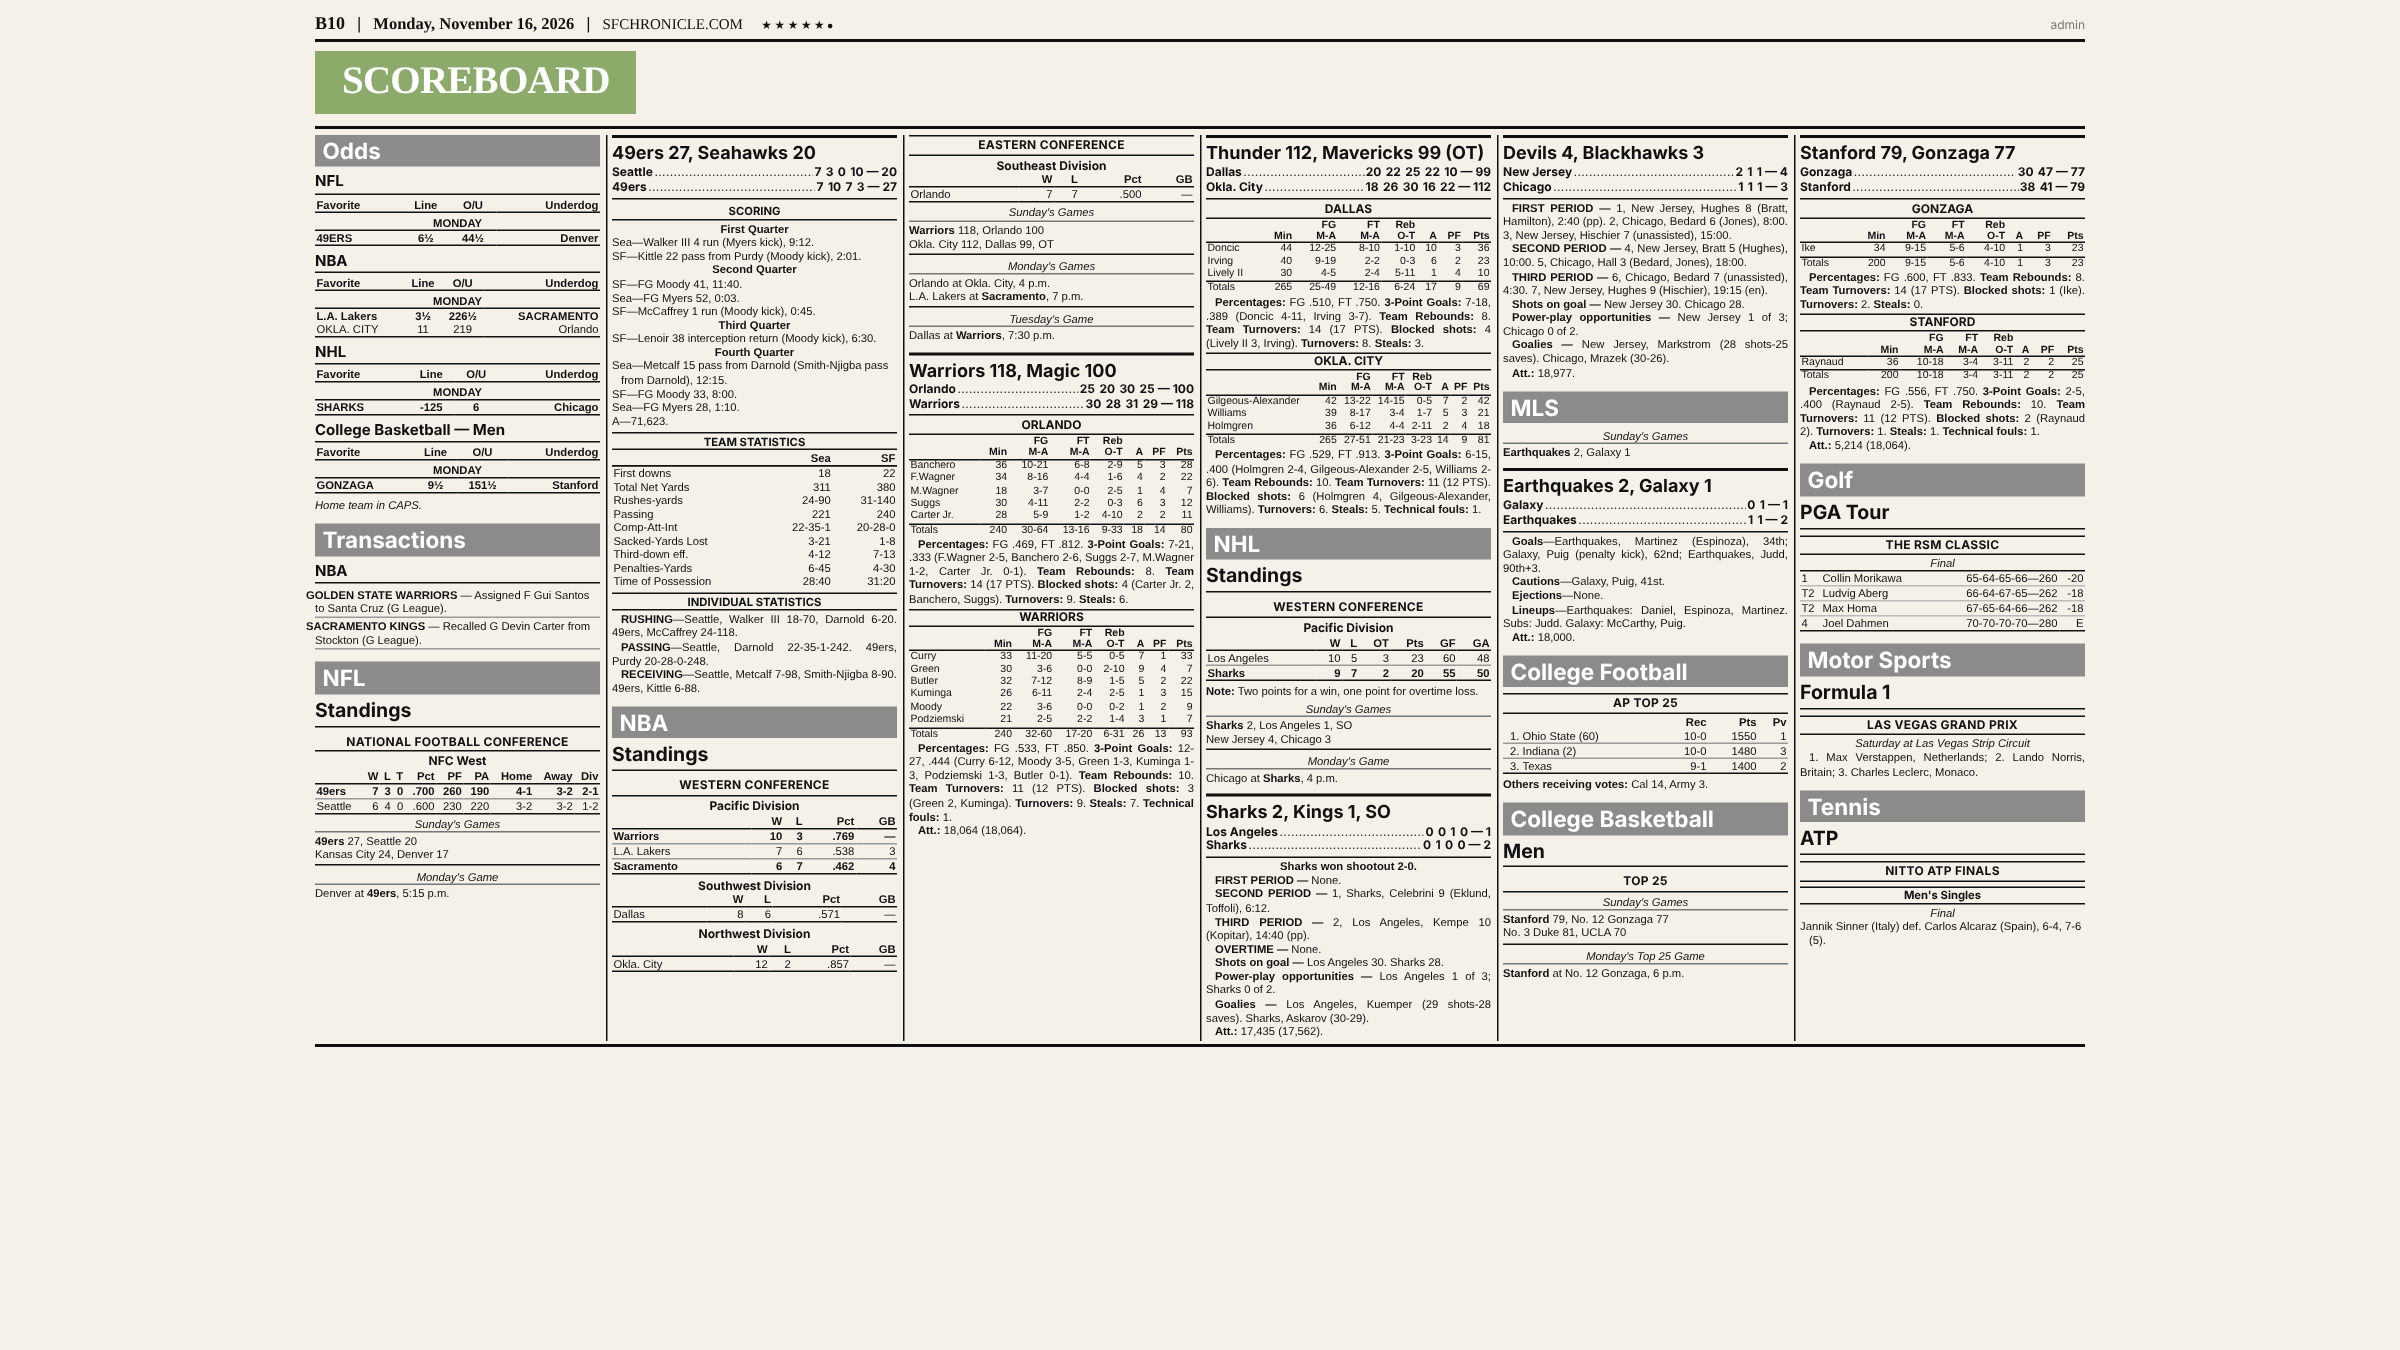 B10 | Monday, November 16, 2026 | SFCHRONICLE.COM ★★★★★●
admin
SCOREBOARD
Odds
NFL
Favorite Line O/U Underdog
MONDAY
49ERS 6½ 44½ Denver
NBA
Favorite Line O/U Underdog
MONDAY
L.A. Lakers 3½ 226½ SACRAMENTO
OKLA. CITY 11 219 Orlando
NHL
Favorite Line O/U Underdog
MONDAY
SHARKS -125 6 Chicago
College Basketball — Men
Favorite Line O/U Underdog
MONDAY
GONZAGA 9½ 151½ Stanford
Home team in CAPS.
Transactions
NBA
GOLDEN STATE WARRIORS — Assigned F Gui Santos
to Santa Cruz (G League).
SACRAMENTO KINGS — Recalled G Devin Carter from
Stockton (G League).
NFL
Standings
NATIONAL FOOTBALL CONFERENCE
NFC West
W L T Pct PF PA Home Away Div
49ers 7 3 0 .700 260 190 4-1 3-2 2-1
Seattle 6 4 0 .600 230 220 3-2 3-2 1-2
Sunday's Games
49ers 27, Seattle 20
Kansas City 24, Denver 17
Monday's Game
Denver at 49ers, 5:15 p.m.
49ers 27, Seahawks 20
Seattle 7 3 0 10 — 20
49ers 7 10 7 3 — 27
SCORING
First Quarter
Sea—Walker III 4 run (Myers kick), 9:12.
SF—Kittle 22 pass from Purdy (Moody kick), 2:01.
Second Quarter
SF—FG Moody 41, 11:40.
Sea—FG Myers 52, 0:03.
SF—McCaffrey 1 run (Moody kick), 0:45.
Third Quarter
SF—Lenoir 38 interception return (Moody kick), 6:30.
Fourth Quarter
Sea—Metcalf 15 pass from Darnold (Smith-Njigba pass
from Darnold), 12:15.
SF—FG Moody 33, 8:00.
Sea—FG Myers 28, 1:10.
A—71,623.
TEAM STATISTICS
Sea SF
First downs 18 22
Total Net Yards 311 380
Rushes-yards 24-90 31-140
Passing 221 240
Comp-Att-Int 22-35-1 20-28-0
Sacked-Yards Lost 3-21 1-8
Third-down eff. 4-12 7-13
Penalties-Yards 6-45 4-30
Time of Possession 28:40 31:20
INDIVIDUAL STATISTICS
RUSHING—Seattle, Walker III 18-70, Darnold 6-20.
49ers, McCaffrey 24-118.
PASSING—Seattle, Darnold 22-35-1-242. 49ers,
Purdy 20-28-0-248.
RECEIVING—Seattle, Metcalf 7-98, Smith-Njigba 8-90.
49ers, Kittle 6-88.
NBA
Standings
WESTERN CONFERENCE
Pacific Division
W L Pct GB
Warriors 10 3 .769 —
L.A. Lakers 7 6 .538 3
Sacramento 6 7 .462 4
Southwest Division
W L Pct GB
Dallas 8 6 .571 —
Northwest Division
W L Pct GB
Okla. City 12 2 .857 —
EASTERN CONFERENCE
Southeast Division
W L Pct GB
Orlando 7 7 .500 —
Sunday's Games
Warriors 118, Orlando 100
Okla. City 112, Dallas 99, OT
Monday's Games
Orlando at Okla. City, 4 p.m.
L.A. Lakers at Sacramento, 7 p.m.
Tuesday's Game
Dallas at Warriors, 7:30 p.m.
Warriors 118, Magic 100
Orlando 25 20 30 25 — 100
Warriors 30 28 31 29 — 118
ORLANDO
FG FT Reb
Min M-A M-A O-T A PF Pts
Banchero 36 10-21 6-8 2-9 5 3 28
F.Wagner 34 8-16 4-4 1-6 4 2 22
M.Wagner 18 3-7 0-0 2-5 1 4 7
Suggs 30 4-11 2-2 0-3 6 3 12
Carter Jr. 28 5-9 1-2 4-10 2 2 11
Totals 240 30-64 13-16 9-33 18 14 80
Percentages: FG .469, FT .812. 3-Point Goals: 7-21,
.333 (F.Wagner 2-5, Banchero 2-6, Suggs 2-7, M.Wagner
1-2, Carter Jr. 0-1). Team Rebounds: 8. Team
Turnovers: 14 (17 PTS). Blocked shots: 4 (Carter Jr. 2,
Banchero, Suggs). Turnovers: 9. Steals: 6.
WARRIORS
FG FT Reb
Min M-A M-A O-T A PF Pts
Curry 33 11-20 5-5 0-5 7 1 33
Green 30 3-6 0-0 2-10 9 4 7
Butler 32 7-12 8-9 1-5 5 2 22
Kuminga 26 6-11 2-4 2-5 1 3 15
Moody 22 3-6 0-0 0-2 1 2 9
Podziemski 21 2-5 2-2 1-4 3 1 7
Totals 240 32-60 17-20 6-31 26 13 93
Percentages: FG .533, FT .850. 3-Point Goals: 12-
27, .444 (Curry 6-12, Moody 3-5, Green 1-3, Kuminga 1-
3, Podziemski 1-3, Butler 0-1). Team Rebounds: 10.
Team Turnovers: 11 (12 PTS). Blocked shots: 3
(Green 2, Kuminga). Turnovers: 9. Steals: 7. Technical
fouls: 1.
Att.: 18,064 (18,064).
Thunder 112, Mavericks 99 (OT)
Dallas 20 22 25 22 10 — 99
Okla. City 18 26 30 16 22 — 112
DALLAS
FG FT Reb
Min M-A M-A O-T A PF Pts
Doncic 44 12-25 8-10 1-10 10 3 36
Irving 40 9-19 2-2 0-3 6 2 23
Lively II 30 4-5 2-4 5-11 1 4 10
Totals 265 25-49 12-16 6-24 17 9 69
Percentages: FG .510, FT .750. 3-Point Goals: 7-18,
.389 (Doncic 4-11, Irving 3-7). Team Rebounds: 8.
Team Turnovers: 14 (17 PTS). Blocked shots: 4
(Lively II 3, Irving). Turnovers: 8. Steals: 3.
OKLA. CITY
FG FT Reb
Min M-A M-A O-T A PF Pts
Gilgeous-Alexander 42 13-22 14-15 0-5 7 2 42
Williams 39 8-17 3-4 1-7 5 3 21
Holmgren 36 6-12 4-4 2-11 2 4 18
Totals 265 27-51 21-23 3-23 14 9 81
Percentages: FG .529, FT .913. 3-Point Goals: 6-15,
.400 (Holmgren 2-4, Gilgeous-Alexander 2-5, Williams 2-
6). Team Rebounds: 10. Team Turnovers: 11 (12 PTS).
Blocked shots: 6 (Holmgren 4, Gilgeous-Alexander,
Williams). Turnovers: 6. Steals: 5. Technical fouls: 1.
NHL
Standings
WESTERN CONFERENCE
Pacific Division
W L OT Pts GF GA
Los Angeles 10 5 3 23 60 48
Sharks 9 7 2 20 55 50
Note: Two points for a win, one point for overtime loss.
Sunday's Games
Sharks 2, Los Angeles 1, SO
New Jersey 4, Chicago 3
Monday's Game
Chicago at Sharks, 4 p.m.
Sharks 2, Kings 1, SO
Los Angeles 0 0 1 0 — 1
Sharks 0 1 0 0 — 2
Sharks won shootout 2-0.
FIRST PERIOD — None.
SECOND PERIOD — 1, Sharks, Celebrini 9 (Eklund,
Toffoli), 6:12.
THIRD PERIOD — 2, Los Angeles, Kempe 10
(Kopitar), 14:40 (pp).
OVERTIME — None.
Shots on goal — Los Angeles 30. Sharks 28.
Power-play opportunities — Los Angeles 1 of 3;
Sharks 0 of 2.
Goalies — Los Angeles, Kuemper (29 shots-28
saves). Sharks, Askarov (30-29).
Att.: 17,435 (17,562).
Devils 4, Blackhawks 3
New Jersey 2 1 1 — 4
Chicago 1 1 1 — 3
FIRST PERIOD — 1, New Jersey, Hughes 8 (Bratt,
Hamilton), 2:40 (pp). 2, Chicago, Bedard 6 (Jones), 8:00.
3, New Jersey, Hischier 7 (unassisted), 15:00.
SECOND PERIOD — 4, New Jersey, Bratt 5 (Hughes),
10:00. 5, Chicago, Hall 3 (Bedard, Jones), 18:00.
THIRD PERIOD — 6, Chicago, Bedard 7 (unassisted),
4:30. 7, New Jersey, Hughes 9 (Hischier), 19:15 (en).
Shots on goal — New Jersey 30. Chicago 28.
Power-play opportunities — New Jersey 1 of 3;
Chicago 0 of 2.
Goalies — New Jersey, Markstrom (28 shots-25
saves). Chicago, Mrazek (30-26).
Att.: 18,977.
MLS
Sunday's Games
Earthquakes 2, Galaxy 1
Earthquakes 2, Galaxy 1
Galaxy 0 1 — 1
Earthquakes 1 1 — 2
Goals—Earthquakes, Martinez (Espinoza), 34th;
Galaxy, Puig (penalty kick), 62nd; Earthquakes, Judd,
90th+3.
Cautions—Galaxy, Puig, 41st.
Ejections—None.
Lineups—Earthquakes: Daniel, Espinoza, Martinez.
Subs: Judd. Galaxy: McCarthy, Puig.
Att.: 18,000.
College Football
AP TOP 25
Rec Pts Pv
1. Ohio State (60) 10-0 1550 1
2. Indiana (2) 10-0 1480 3
3. Texas 9-1 1400 2
Others receiving votes: Cal 14, Army 3.
College Basketball
Men
TOP 25
Sunday's Games
Stanford 79, No. 12 Gonzaga 77
No. 3 Duke 81, UCLA 70
Monday's Top 25 Game
Stanford at No. 12 Gonzaga, 6 p.m.
Stanford 79, Gonzaga 77
Gonzaga 30 47 — 77
Stanford 38 41 — 79
GONZAGA
FG FT Reb
Min M-A M-A O-T A PF Pts
Ike 34 9-15 5-6 4-10 1 3 23
Totals 200 9-15 5-6 4-10 1 3 23
Percentages: FG .600, FT .833. Team Rebounds: 8.
Team Turnovers: 14 (17 PTS). Blocked shots: 1 (Ike).
Turnovers: 2. Steals: 0.
STANFORD
FG FT Reb
Min M-A M-A O-T A PF Pts
Raynaud 36 10-18 3-4 3-11 2 2 25
Totals 200 10-18 3-4 3-11 2 2 25
Percentages: FG .556, FT .750. 3-Point Goals: 2-5,
.400 (Raynaud 2-5). Team Rebounds: 10. Team
Turnovers: 11 (12 PTS). Blocked shots: 2 (Raynaud
2). Turnovers: 1. Steals: 1. Technical fouls: 1.
Att.: 5,214 (18,064).
Golf
PGA Tour
THE RSM CLASSIC
Final
1 Collin Morikawa 65-64-65-66—260 -20
T2 Ludvig Aberg 66-64-67-65—262 -18
T2 Max Homa 67-65-64-66—262 -18
4 Joel Dahmen 70-70-70-70—280 E
Motor Sports
Formula 1
LAS VEGAS GRAND PRIX
Saturday at Las Vegas Strip Circuit
1. Max Verstappen, Netherlands; 2. Lando Norris,
Britain; 3. Charles Leclerc, Monaco.
Tennis
ATP
NITTO ATP FINALS
Men's Singles
Final
Jannik Sinner (Italy) def. Carlos Alcaraz (Spain), 6-4, 7-6
(5).